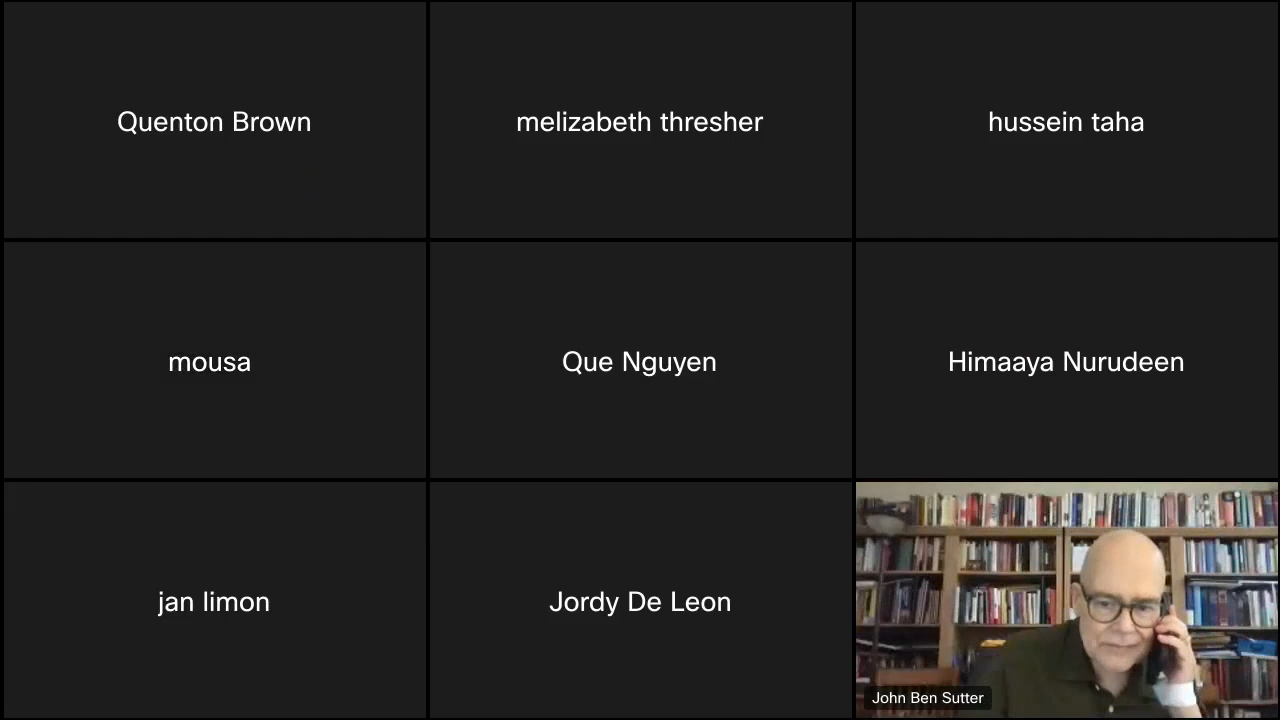 Quenton Brown
melizabeth thresher
hussein taha
mousa
Que Nguyen
Himaaya Nurudeen
jan limon
Jordy De Leon
John Ben Sutter